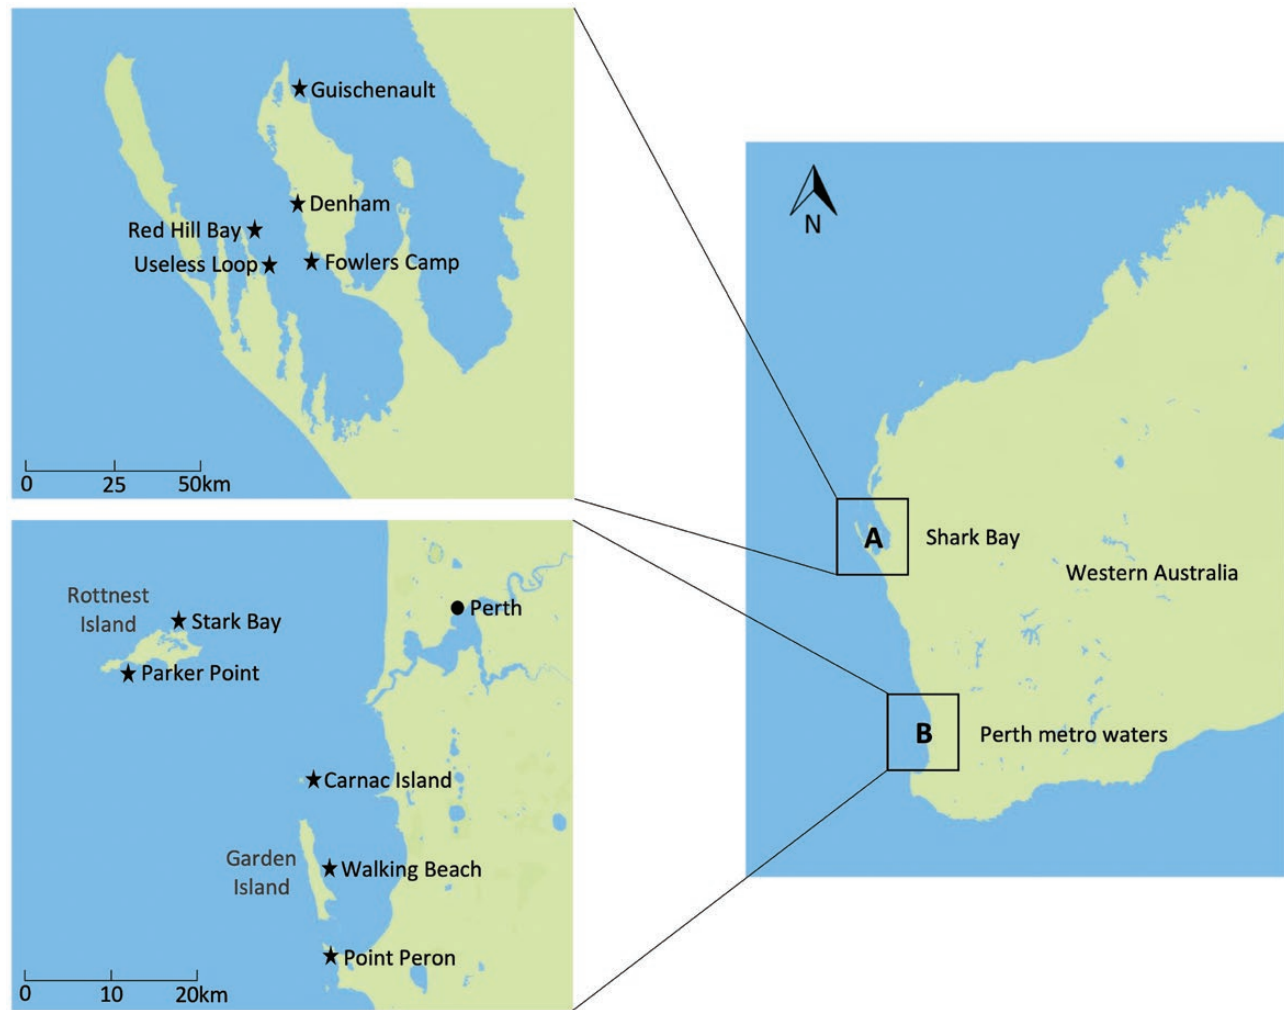 Guischenault
Denham
Red Hill Bay
Useless Loop
Fowlers Camp
0 25 50km
Rottnest
Island
Stark Bay
Parker Point
Perth
Carnac Island
Garden
Island
Walking Beach
Point Peron
0 10 20km
N
A
Shark Bay
Western Australia
B
Perth metro waters